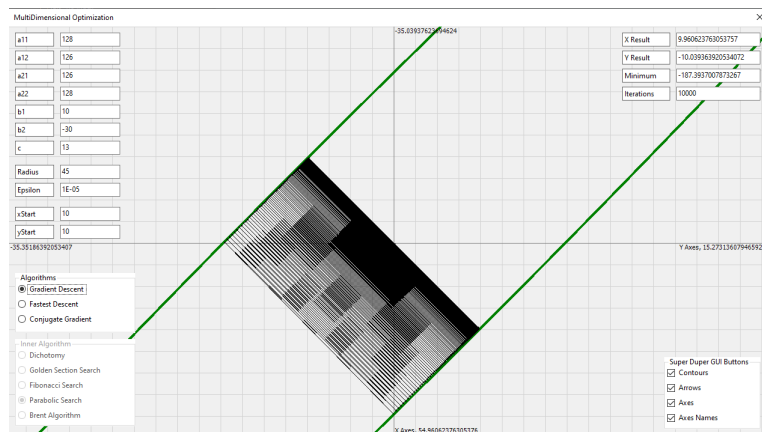 MultiDimensional Optimization
a11 128
a12 126
a21 126
a22 128
b1 10
b2 -30
c 13
Radius 45
Epsilon 1E-05
xStart 10
yStart 10
-35.35186392053407
Algorithms
Gradient Descent
Fastest Descent
Conjugate Gradient
Inner Algorithm
Dichotomy
Golden Section Search
Fibonacci Search
Parabolic Search
Brent Algorithm
X Axes, 54.96062376305376
X Result 9.960623763053757
Y Result -10.039363920534072
Minimum -187.3937007873267
Iterations 10000
Y Axes, 15.27313607946592
Super Duper GUI Buttons
Contours
Arrows
Axes
Axes Names